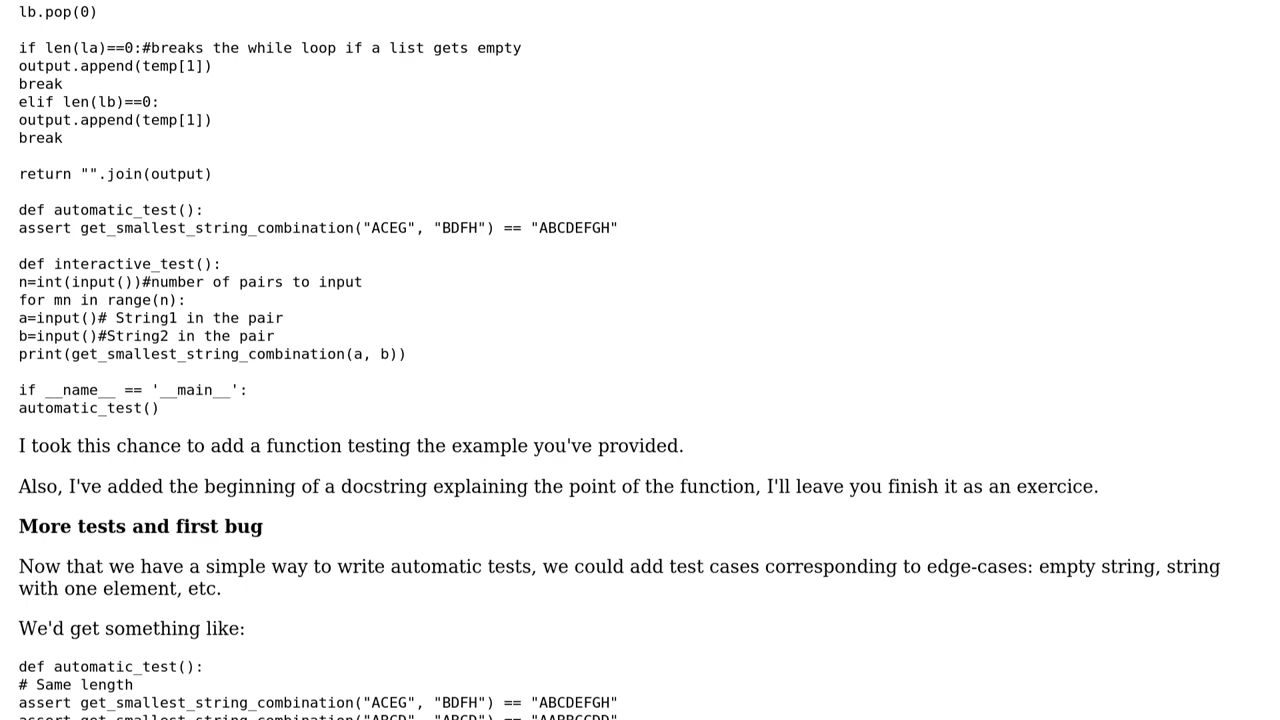 lb.pop(0)
if len(la)==0:#breaks the while loop if a list gets empty
output.append(temp[1])
break
elif len(lb)==0:
output.append(temp[1])
break
return "".join(output)
def automatic_test():
assert get_smallest_string_combination("ACEG", "BDFH") == "ABCDEFGH"
def interactive_test():
n=int(input())#number of pairs to input
for mn in range(n):
a=input()# String1 in the pair
b=input()#String2 in the pair
print(get_smallest_string_combination(a, b))
if __name__ == '__main__':
automatic_test()
I took this chance to add a function testing the example you've provided.
Also, I've added the beginning of a docstring explaining the point of the function, I'll leave you finish it as an exercice.
More tests and first bug
Now that we have a simple way to write automatic tests, we could add test cases corresponding to edge-cases: empty string, string
with one element, etc.
We'd get something like:
def automatic_test():
# Same length
assert get_smallest_string_combination("ACEG", "BDFH") == "ABCDEFGH"
assert get_smallest_string_combination("ABCD", "ABCD") == "AABBCCDD"